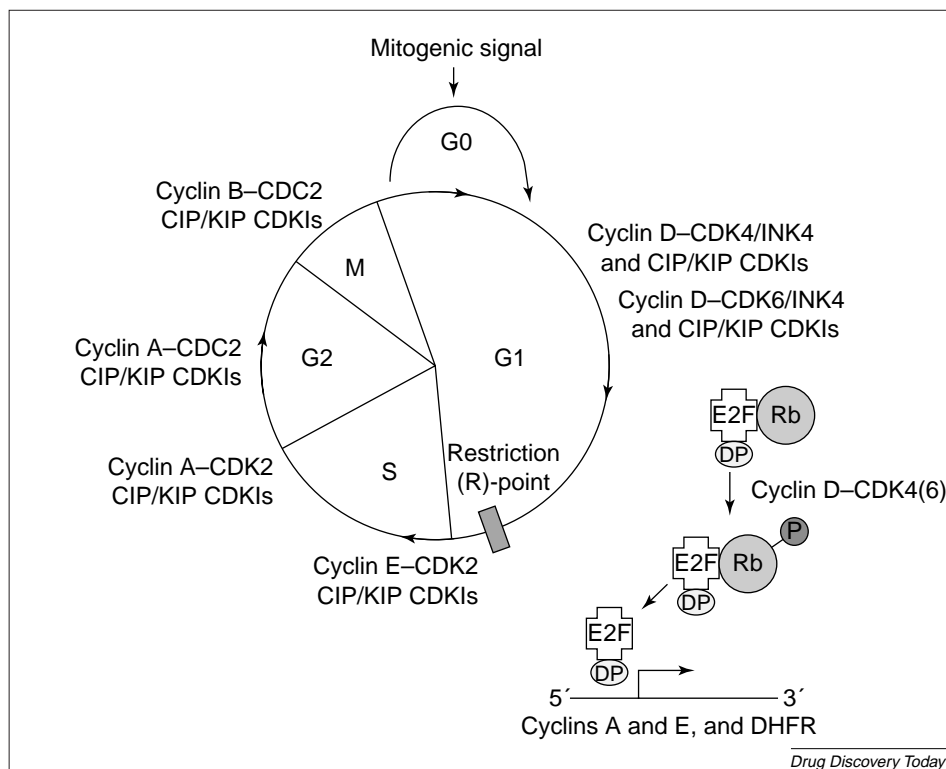 Mitogenic signal
G0
Cyclin B–CDC2
CIP/KIP CDKIs
M
Cyclin D–CDK4/INK4
and CIP/KIP CDKIs
Cyclin D–CDK6/INK4
and CIP/KIP CDKIs
Cyclin A–CDC2
CIP/KIP CDKIs
G2
G1
E2F
Rb
DP
Cyclin A–CDK2
CIP/KIP CDKIs
S
Restriction
(R)-point
Cyclin D–CDK4(6)
Cyclin E–CDK2
CIP/KIP CDKIs
P
E2F
Rb
DP
E2F
DP
5´
3´
Cyclins A and E, and DHFR
Drug Discovery Today